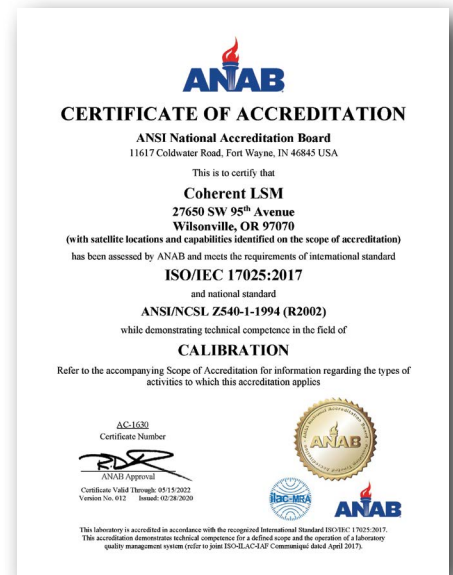 ANAB
CERTIFICATE OF ACCREDITATION
ANSI National Accreditation Board
11617 Coldwater Road, Fort Wayne, IN 46845 USA
This is to certify that
Coherent LSM
27650 SW 95th Avenue
Wilsonville, OR 97070
(with satellite locations and capabilities identified on the scope of accreditation)
has been assessed by ANAB and meets the requirements of international standard
ISO/IEC 17025:2017
and national standard
ANSI/NCSL Z540-1-1994 (R2002)
while demonstrating technical competence in the field of
CALIBRATION
Refer to the accompanying Scope of Accreditation for information regarding the types of
activities to which this accreditation applies
AC-1630
Certificate Number
ANAB Approval
Certificate Valid Through: 05/15/2022
Version No. 012 Issued: 02/28/2020
ANAB
ilac-MRA
ANAB
This laboratory is accredited in accordance with the recognized International Standard ISO/IEC 17025:2017.
This accreditation demonstrates technical competence for a defined scope and the operation of a laboratory
quality management system (refer to joint ISO-ILAC-IAF Communiqué dated April 2017).